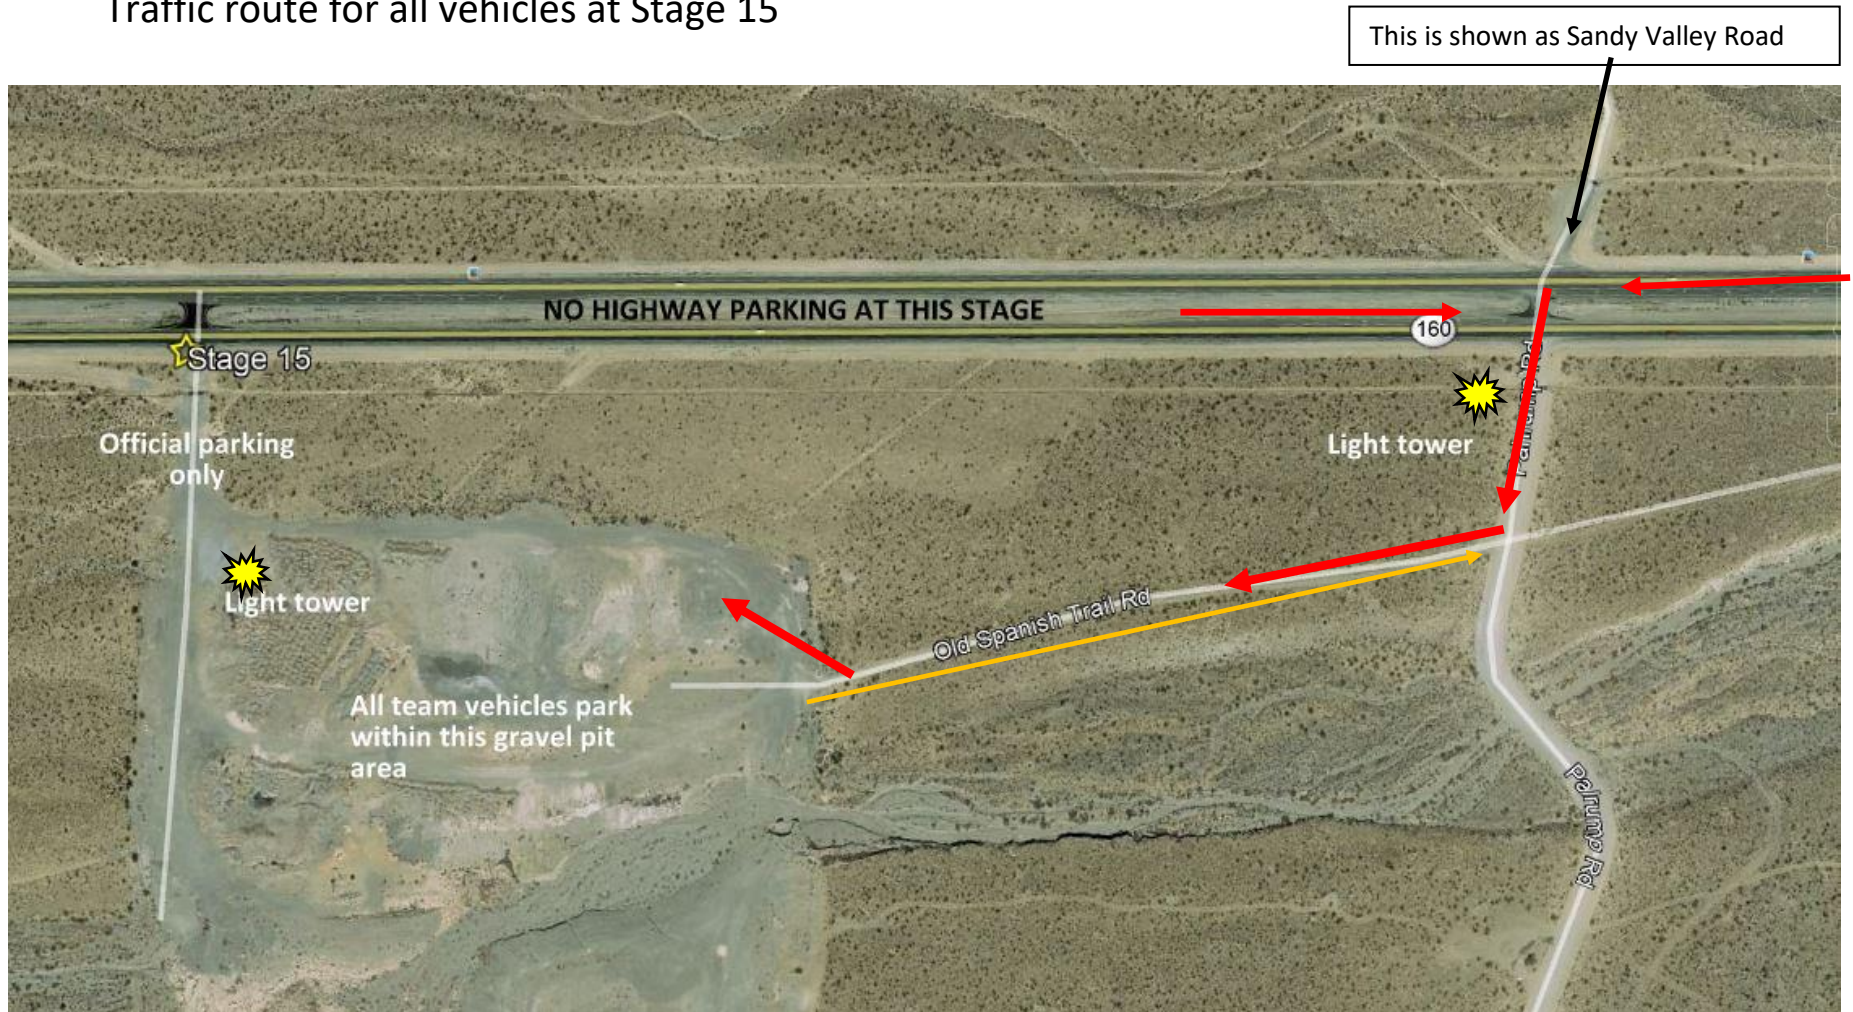 Traffic route for all vehicles at Stage 15
This is shown as Sandy Valley Road
NO HIGHWAY PARKING AT THIS STAGE
160
Stage 15
Pahrump Rd
Official parking
only
Light tower
Light tower
Old Spanish Trail Rd
All team vehicles park
within this gravel pit
area
Pahrump Rd